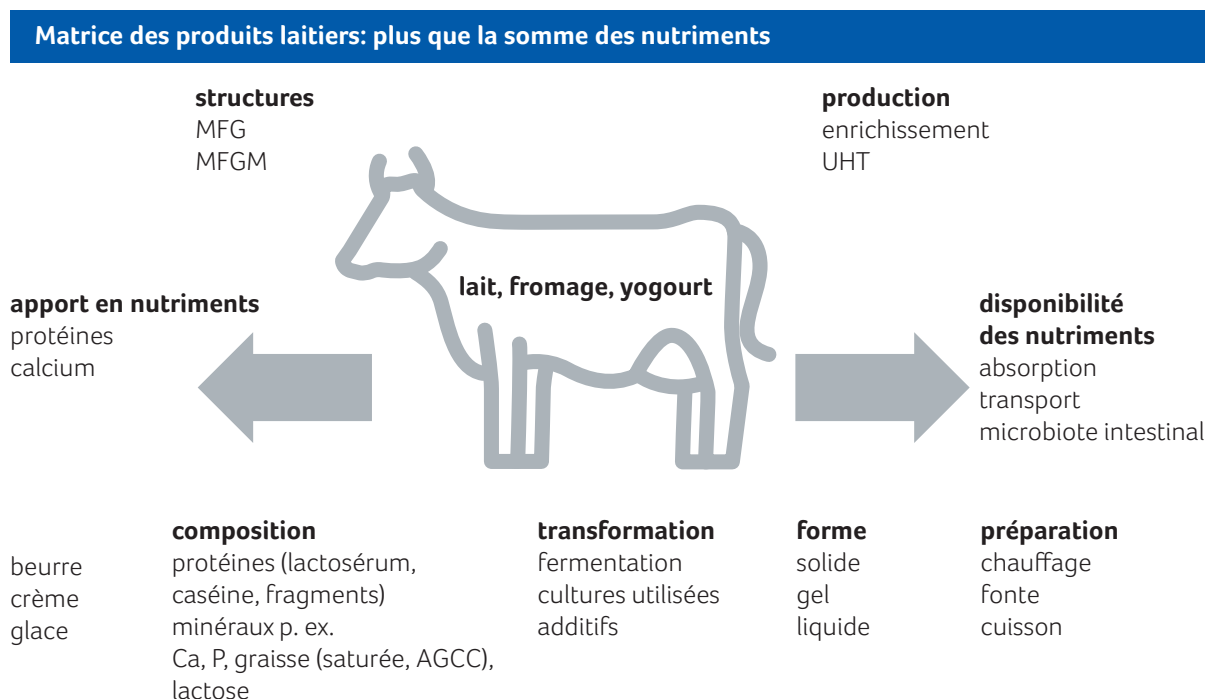 Matrice des produits laitiers: plus que la somme des nutriments
structures
MFG
MFGM
production
enrichissement
UHT
lait, fromage, yogourt
apport en nutriments
protéines
calcium
disponibilité
des nutriments
absorption
transport
microbiote intestinal
beurre
crème
glace
composition
protéines (lactosérum,
caséine, fragments)
minéraux p. ex.
Ca, P, graisse (saturée, AGCC),
lactose
transformation
fermentation
cultures utilisées
additifs
forme
solide
gel
liquide
préparation
chauffage
fonte
cuisson